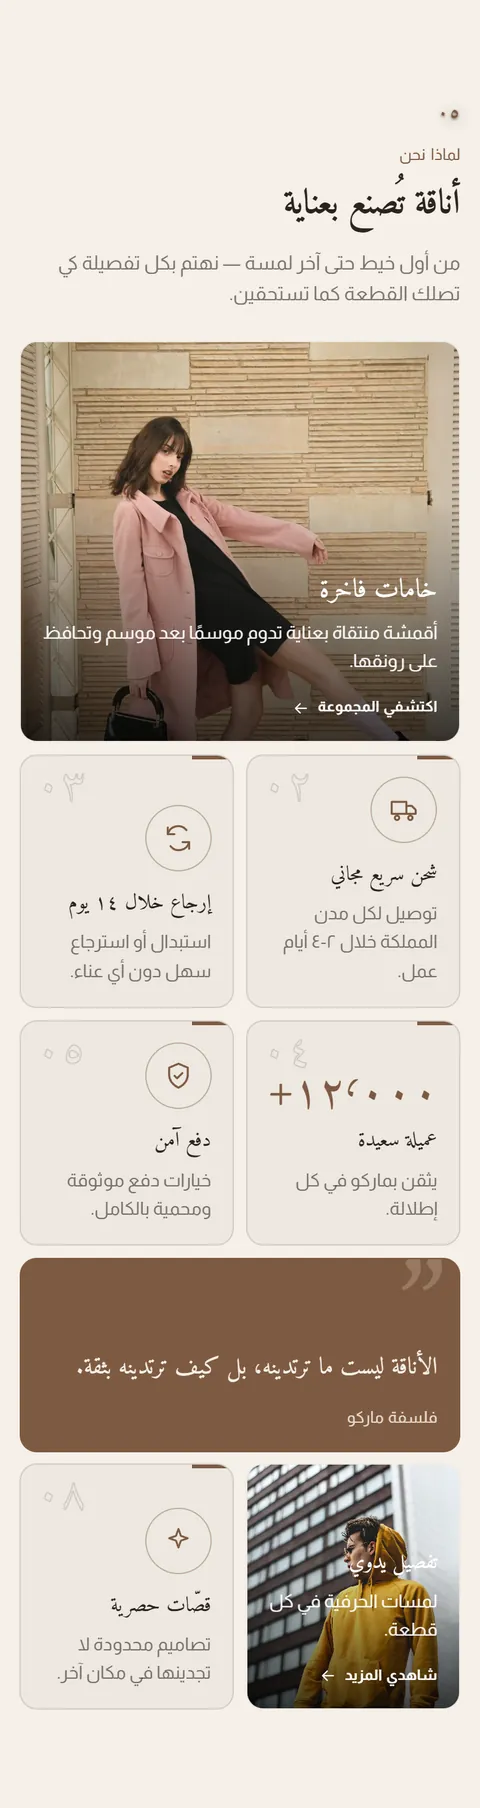 ٠٥
لماذا نحن
أناقة تُصنع بعناية
من أول خيط حتى آخر لمسة — نهتم بكل تفصيلة كي
تصلك القطعة كما تستحقين.
خامات فاخرة
أقمشة منتقاة بعناية تدوم موسمًا بعد موسم وتحافظ
على رونقها.
اكتشفي المجموعة ←
٠٢
شحن سريع مجاني
توصيل لكل مدن
المملكة خلال ٢-٤ أيام
عمل.
٠٣
إرجاع خلال ١٤ يوم
استبدال أو استرجاع
سهل دون أي عناء.
٠٤
+١٢٬٠٠٠
عميلة سعيدة
يثقن بماركو في كل
إطلالة.
٠٥
دفع آمن
خيارات دفع موثوقة
ومحمية بالكامل.
”
الأناقة ليست ما ترتدينه، بل كيف ترتدينه بثقة.
فلسفة ماركو
تفصيل يدوي
لمسات الحرفية في كل
قطعة.
شاهدي المزيد ←
٠٨
قصّات حصرية
تصاميم محدودة لا
تجدينها في مكان آخر.